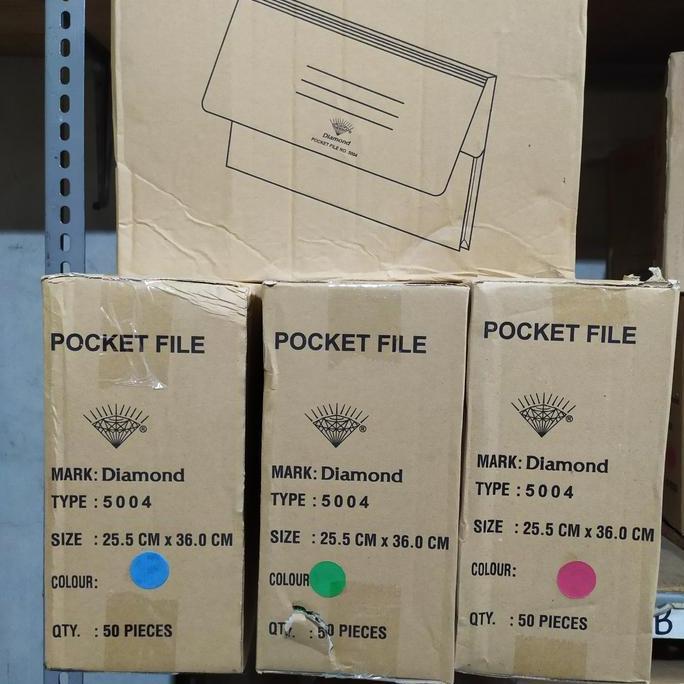 Diamond
POCKET FILE NO. 5004
POCKET FILE
®
MARK: Diamond
TYPE : 5004
SIZE : 25.5 CM x 36.0 CM
COLOUR:
QTY. : 50 PIECES
POCKET FILE
®
MARK: Diamond
TYPE : 5004
SIZE : 25.5 CM x 36.0 CM
COLOUR
QTY. : 50 PIECES
POCKET FILE
®
MARK: Diamond
TYPE : 5004
SIZE : 25.5 CM x 36.0 CM
COLOUR:
QTY. : 50 PIECES
B